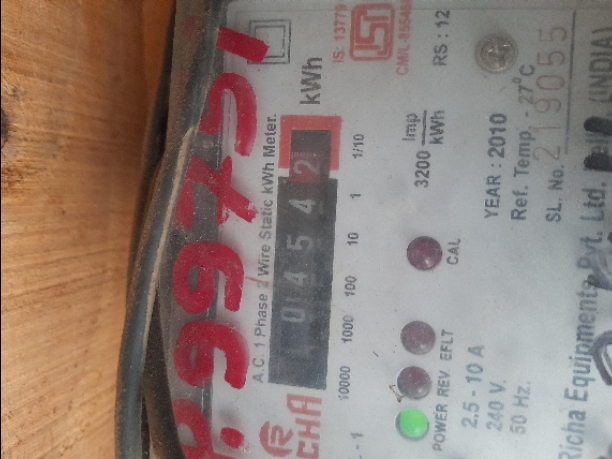 A.C. 1 Phase 2 Wire Static kWh Meter.
04542
kWh
10000 1000 100 10 1 1/10
RICHA
IS: 13779
CM/L
RS : 12
3200 Imp/kWh
CAL
POWER REV. EFLT
2.5 - 10 A
240 V.
50 Hz.
YEAR : 2010
Ref. Temp. - 27°C
SL. No. 219055
Richa Equipments Pvt. Ltd. (INDIA)